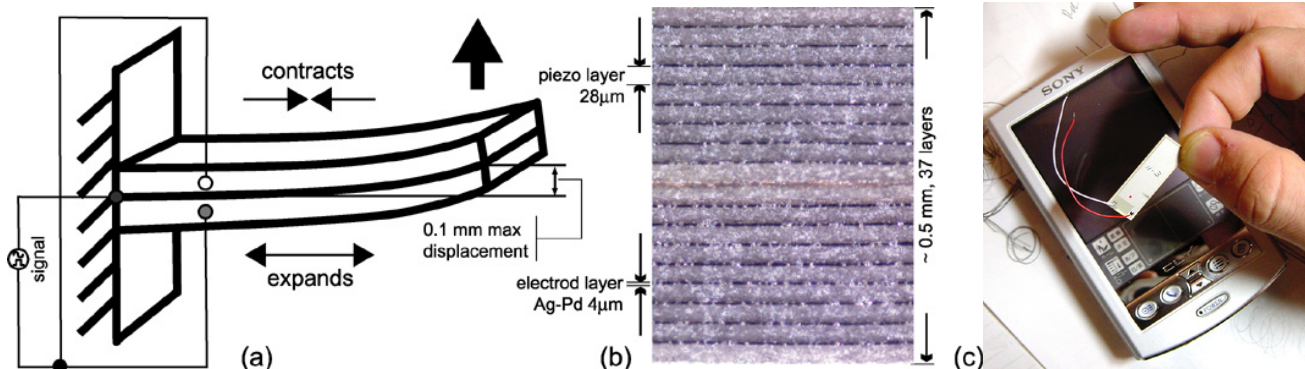 contracts
expands
0.1 mm max
displacement
signal
(a)
piezo layer
28µm
electrod layer
Ag-Pd 4µm
~ 0.5 mm, 37 layers
(b)
SONY
(c)